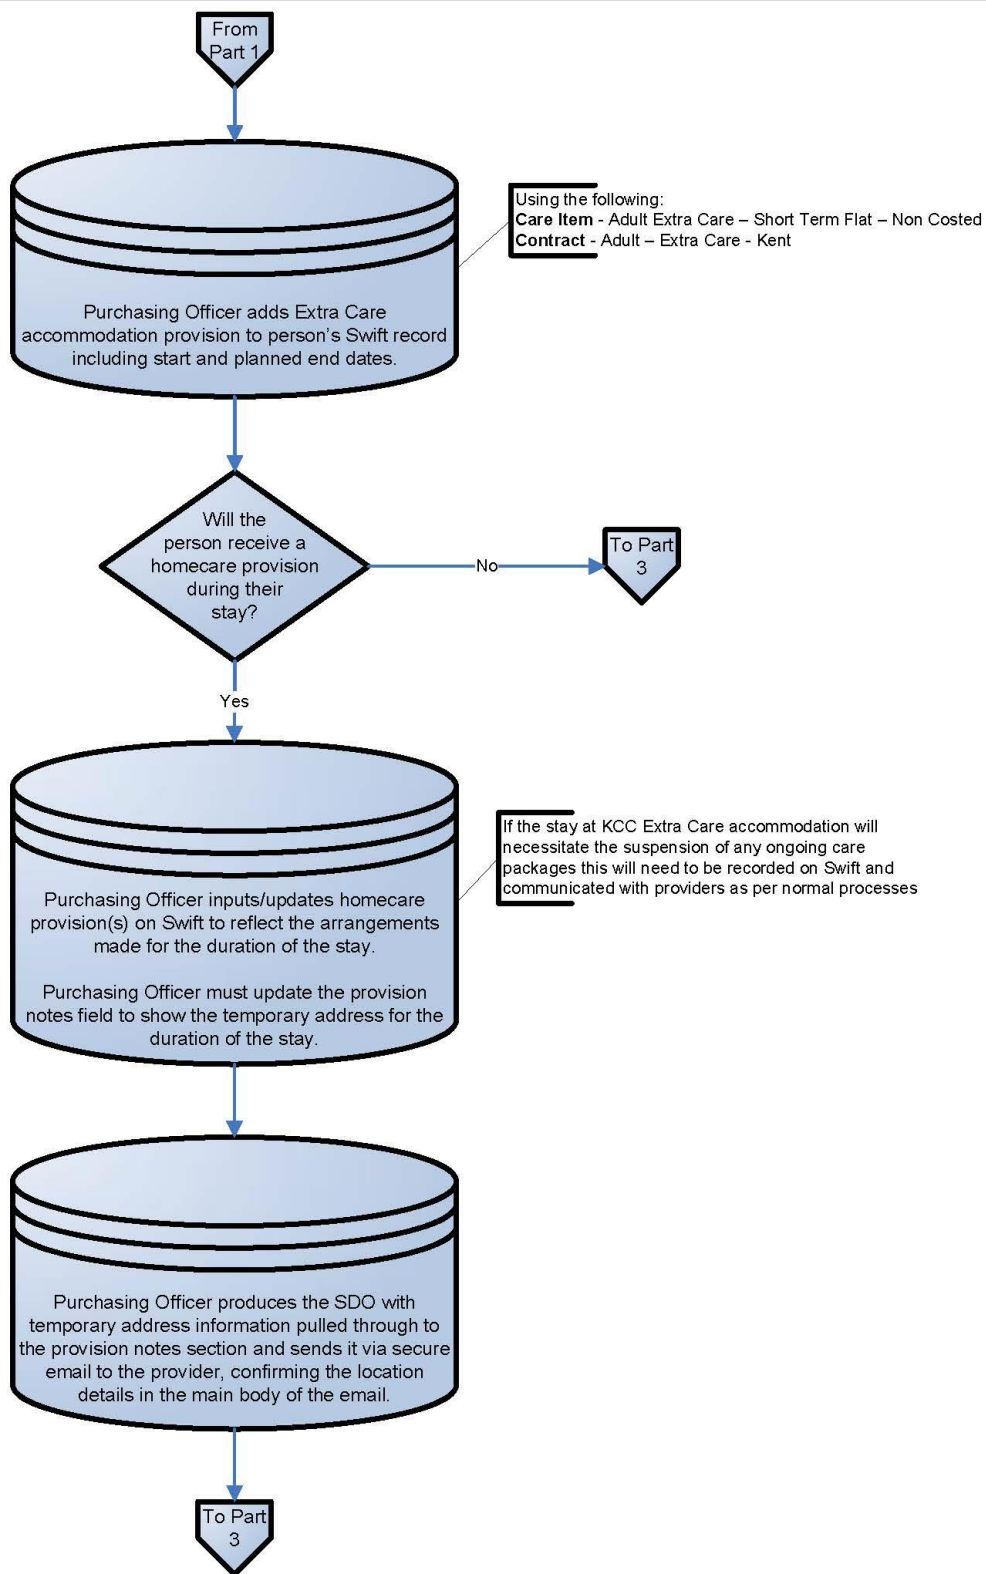 From
Part 1
Using the following:
Care Item - Adult Extra Care – Short Term Flat – Non Costed
Contract - Adult – Extra Care - Kent
Purchasing Officer adds Extra Care
accommodation provision to person's Swift record
including start and planned end dates.
Will the
person receive a
homecare provision
during their
stay?
No
To Part
3
Yes
If the stay at KCC Extra Care accommodation will
necessitate the suspension of any ongoing care
packages this will need to be recorded on Swift and
communicated with providers as per normal processes
Purchasing Officer inputs/updates homecare
provision(s) on Swift to reflect the arrangements
made for the duration of the stay.
Purchasing Officer must update the provision
notes field to show the temporary address for the
duration of the stay.
Purchasing Officer produces the SDO with
temporary address information pulled through to
the provision notes section and sends it via secure
email to the provider, confirming the location
details in the main body of the email.
To Part
3